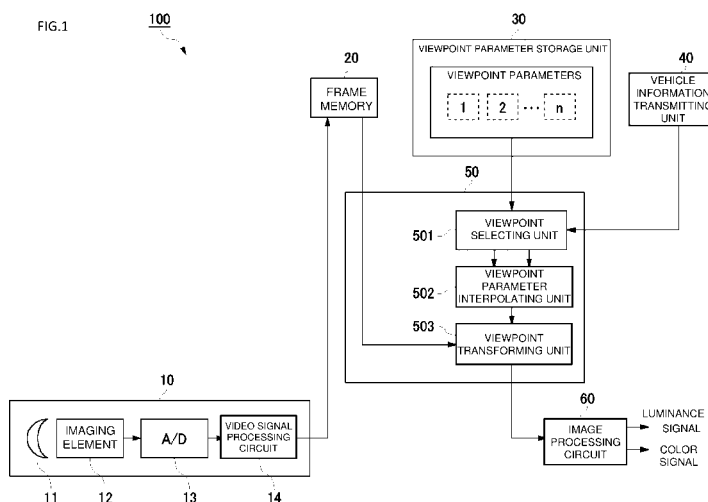 FIG.1
100
30
VIEWPOINT PARAMETER STORAGE UNIT
VIEWPOINT PARAMETERS
1 2 ··· n
20
FRAME
MEMORY
40
VEHICLE
INFORMATION
TRANSMITTING
UNIT
50
501
VIEWPOINT
SELECTING UNIT
502
VIEWPOINT
PARAMETER
INTERPOLATING UNIT
503
VIEWPOINT
TRANSFORMING UNIT
10
IMAGING
ELEMENT
A/D
VIDEO SIGNAL
PROCESSING
CIRCUIT
11 12 13 14
60
IMAGE
PROCESSING
CIRCUIT
LUMINANCE
SIGNAL
COLOR
SIGNAL